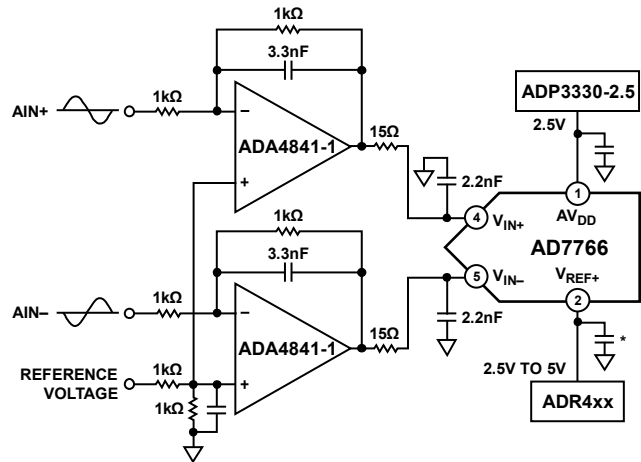 1kΩ
3.3nF
AIN+
1kΩ
−
ADA4841-1
+
15Ω
2.2nF
ADP3330-2.5
2.5V
1
AVDD
4
VIN+
AD7766
5
VIN−
VREF+
2
*
2.5V TO 5V
ADR4xx
1kΩ
3.3nF
AIN−
1kΩ
−
ADA4841-1
+
15Ω
2.2nF
REFERENCE
VOLTAGE
1kΩ
1kΩ